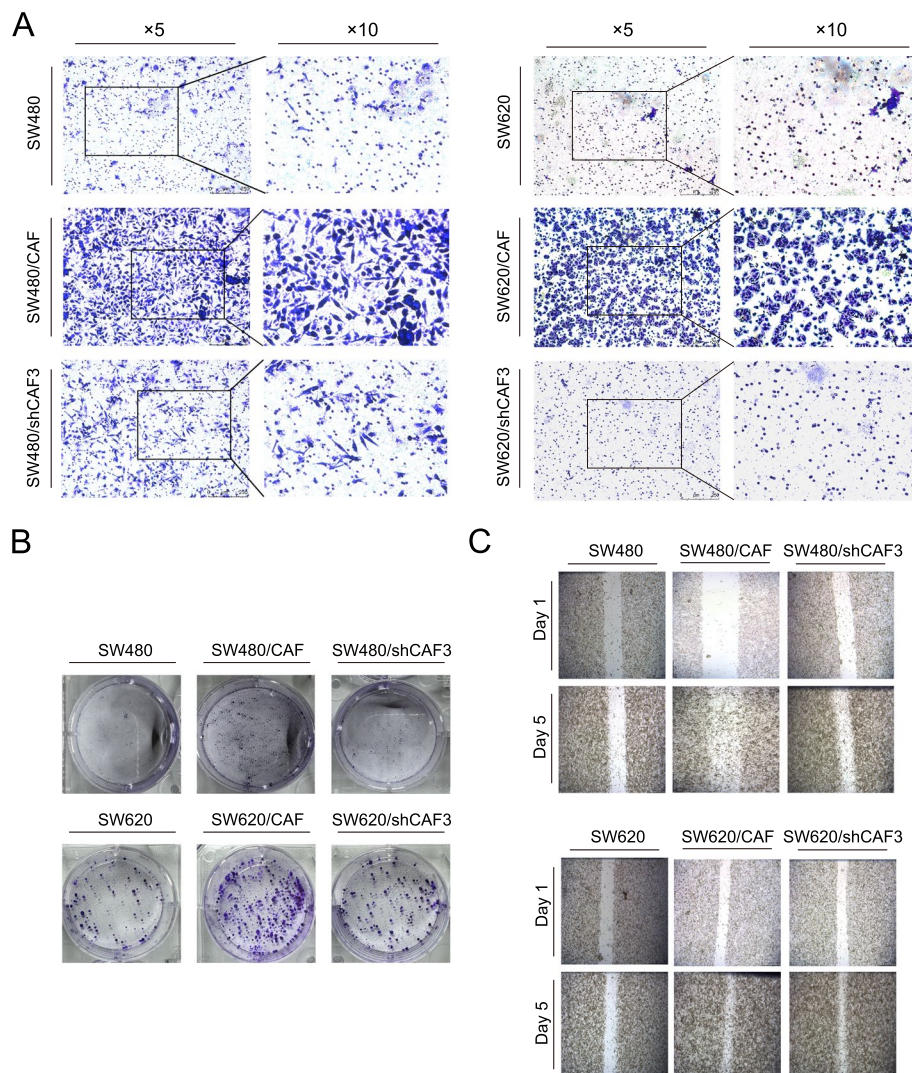 A
×5 ×10 ×5 ×10
SW480
SW620
SW480/CAF
SW620/CAF
SW480/shCAF3
SW620/shCAF3
B
C
SW480 SW480/CAF SW480/shCAF3
Day 1
Day 5
SW480 SW480/CAF SW480/shCAF3
SW620 SW620/CAF SW620/shCAF3
SW620 SW620/CAF SW620/shCAF3
Day 1
Day 5